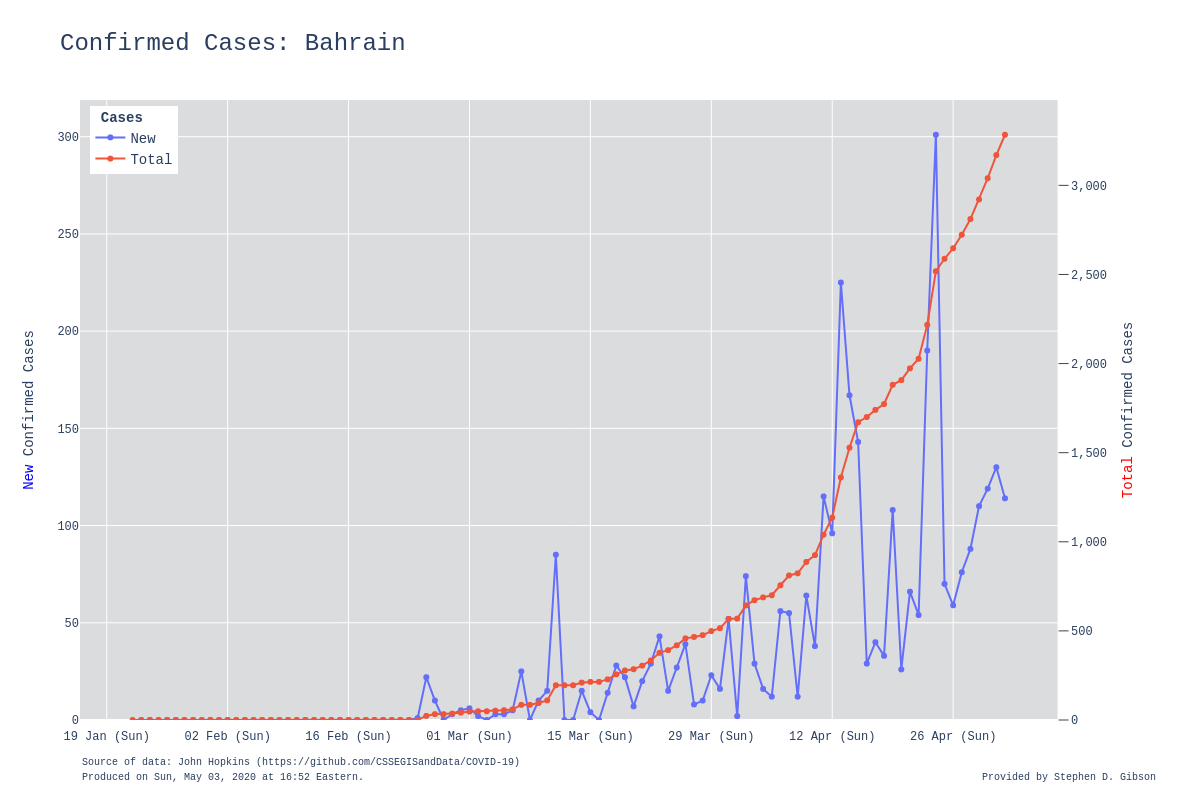 Confirmed Cases: Bahrain
Cases
New
Total
300
250
200
150
100
50
0
3,000
2,500
2,000
1,500
1,000
500
0
New Confirmed Cases
Total Confirmed Cases
19 Jan (Sun) 02 Feb (Sun) 16 Feb (Sun) 01 Mar (Sun) 15 Mar (Sun) 29 Mar (Sun) 12 Apr (Sun) 26 Apr (Sun)
Source of data: John Hopkins (https://github.com/CSSEGISandData/COVID-19)
Produced on Sun, May 03, 2020 at 16:52 Eastern.
Provided by Stephen D. Gibson